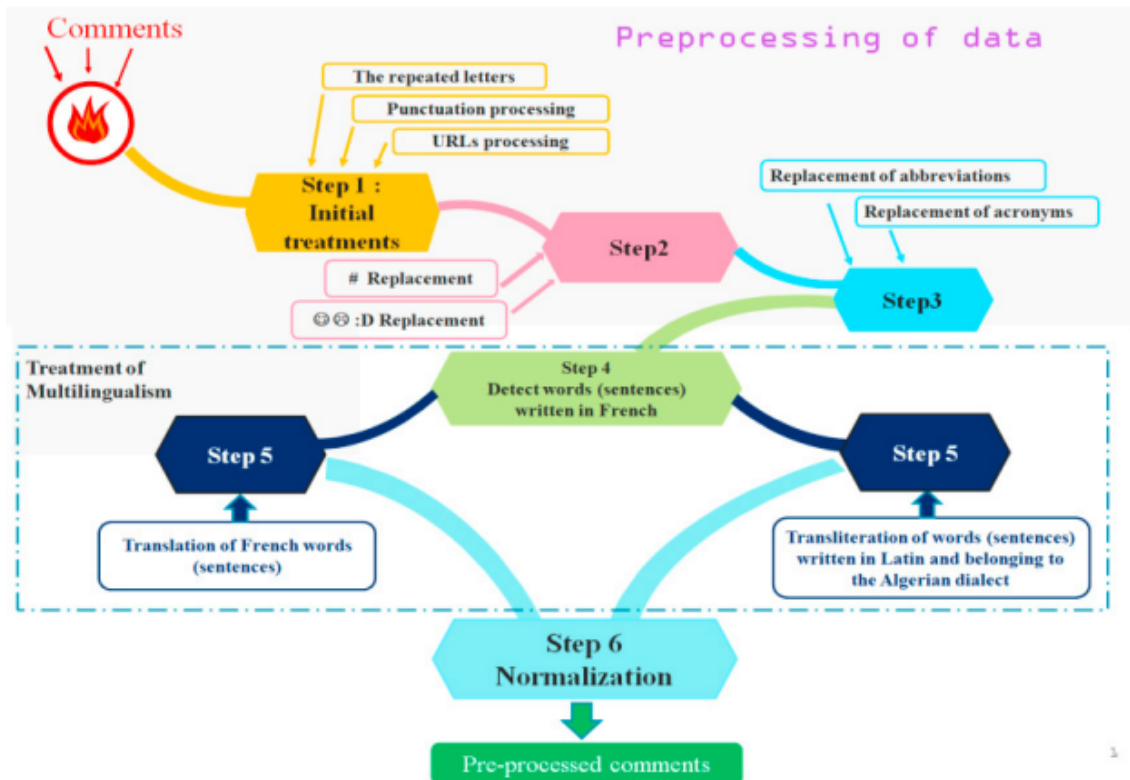 Comments
Preprocessing of data
The repeated letters
Punctuation processing
URLs processing
Step 1 :
Initial
treatments
Replacement of abbreviations
Replacement of acronyms
Step2
# Replacement
☺☹ :D Replacement
Step3
Treatment of
Multilingualism
Step 4
Detect words (sentences)
written in French
Step 5
Step 5
Translation of French words
(sentences)
Transliteration of words (sentences)
written in Latin and belonging to
the Algerian dialect
Step 6
Normalization
Pre-processed comments
1